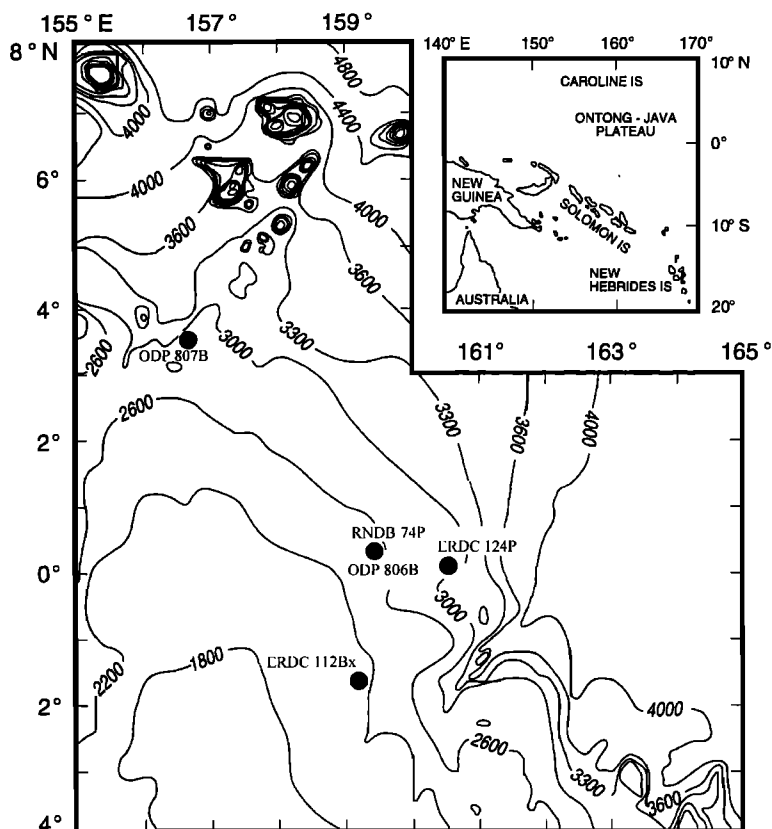 155° E 157° 159°
8° N
6°
4°
2°
0°
2°
4°
161° 163° 165°
140° E 150° 160° 170°
10° N
0°
10° S
20°
CAROLINE IS
ONTONG - JAVA
PLATEAU
NEW
GUINEA
SOLOMON IS
NEW
HEBRIDES IS
AUSTRALIA
4800
4400
4000
4000
4000
3600
3600
2600
ODP 807B
3000
3300
3300
3600
4000
2600
RNDB 74P
ODP 806B
ERDC 124P
3000
ERDC 112Bx
1800
2200
2600
4000
3300
3600